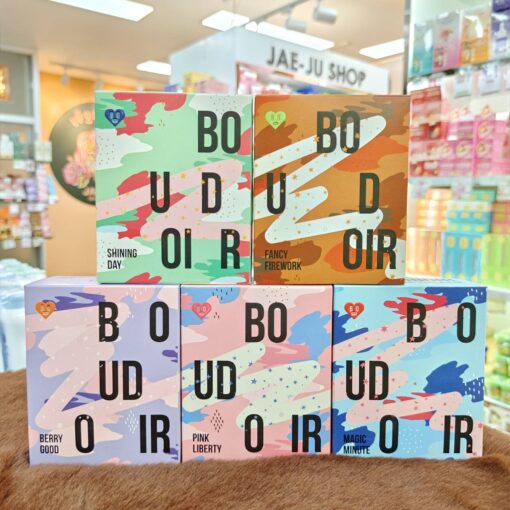 JAE-JU SHOP
BO
U D
OI R
SHINING
DAY
BO
U D
OIR
FANCY
FIREWORK
B O
UD
O IR
BERRY
GOOD
BO
UD
O IR
PINK
LIBERTY
B O
UD
O IR
MAGIC
MINUTE